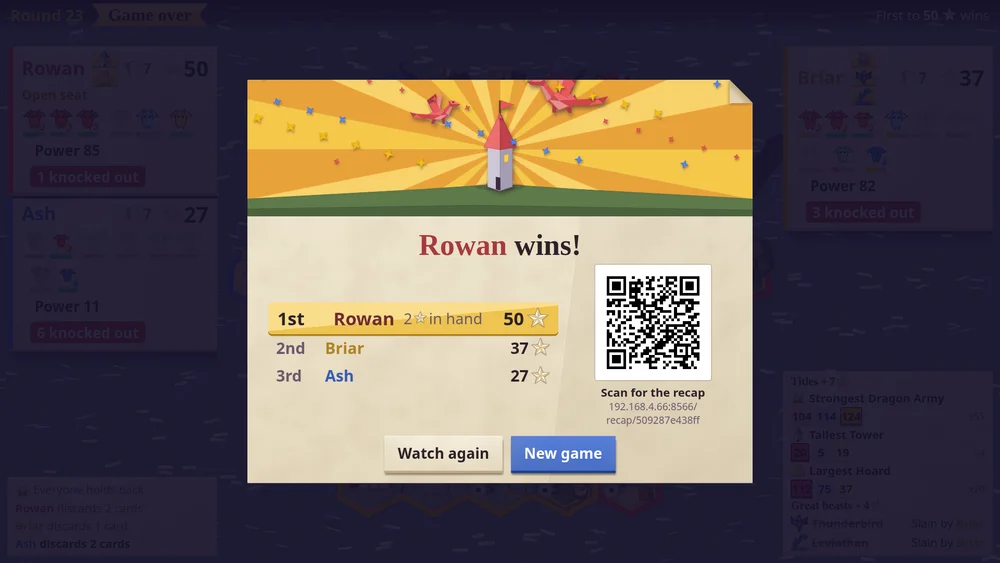 Round 23 Game over
First to 50 wins
Rowan 7 50
Open seat
Power 85
1 knocked out
Ash 7 27
Power 11
6 knocked out
Briar 7 37
Power 82
3 knocked out
Rowan wins!
1st Rowan 2 in hand 50
2nd Briar 37
3rd Ash 27
Scan for the recap
192.168.4.66:8566/
recap/509287e438ff
Watch again
New game
Everyone heads back
Rowan discards 2 cards
Briar discards 1 card
Ash discards 2 cards
Titles +7
Strongest Dragon Army
104 114 124
Tallest Tower
20 5 19
Largest Hoard
112 75 37
Great beasts +4
Thunderbird Slain by Briar
Leviathan Slain by Briar